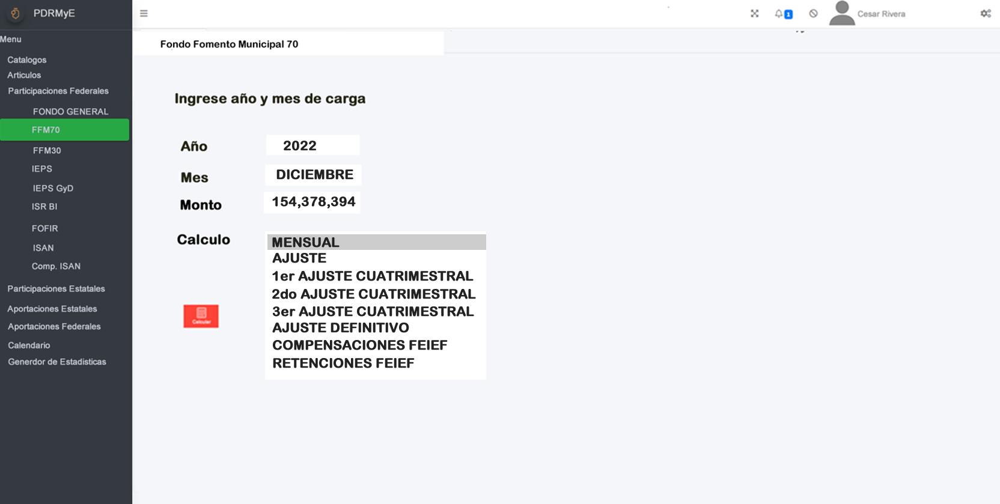 PDRMyE
1
Cesar Rivera
Menu
Fondo Fomento Municipal 70
Catalogos
Articulos
Participaciones Federales
FONDO GENERAL
FFM70
FFM30
IEPS
IEPS GyD
ISR BI
FOFIR
ISAN
Comp. ISAN
Participaciones Estatales
Aportaciones Estatales
Aportaciones Federales
Calendario
Generdor de Estadisticas
Ingrese año y mes de carga
Año 2022
Mes DICIEMBRE
Monto 154,378,394
Calculo MENSUAL
AJUSTE
1er AJUSTE CUATRIMESTRAL
2do AJUSTE CUATRIMESTRAL
3er AJUSTE CUATRIMESTRAL
AJUSTE DEFINITIVO
COMPENSACIONES FEIEF
RETENCIONES FEIEF
Calcular